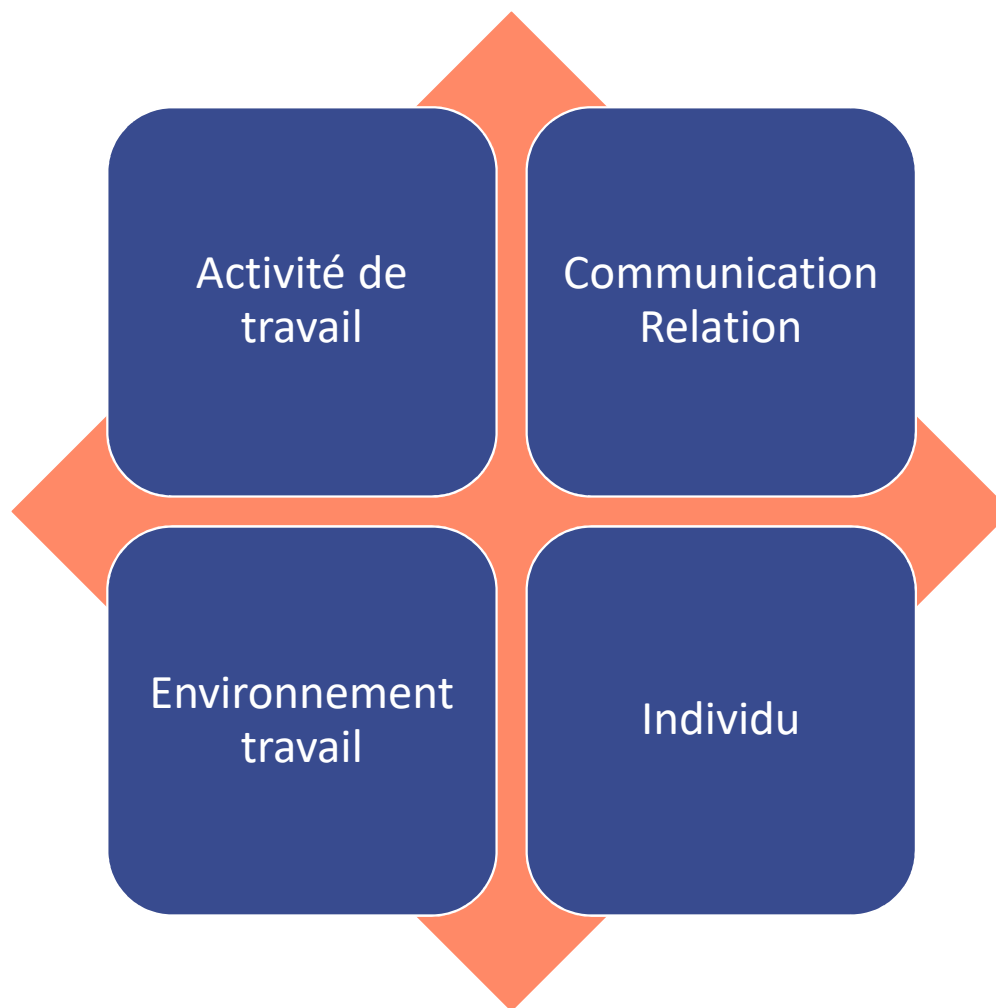 Activité de
travail
Communication
Relation
Environnement
travail
Individu